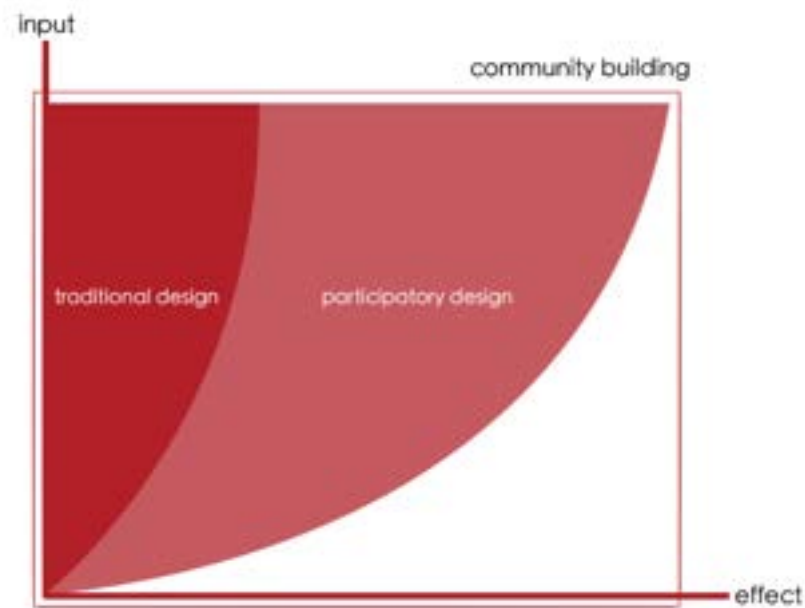 input
community building
traditional design
participatory design
effect